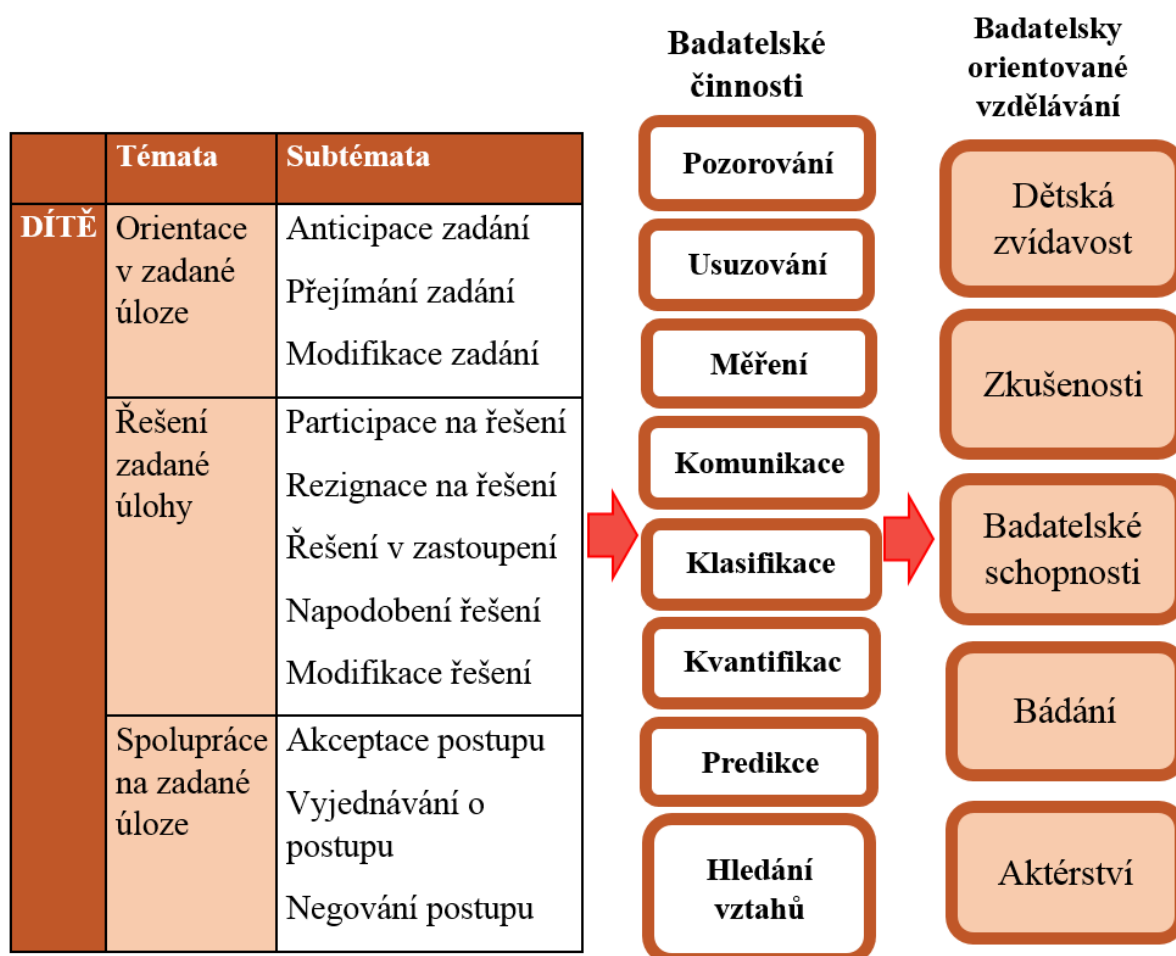 Témata
Subtémata
DÍTĚ
Orientace
v zadané
úloze
Anticipace zadání
Přejímání zadání
Modifikace zadání
Řešení
zadané
úlohy
Participace na řešení
Rezignace na řešení
Řešení v zastoupení
Napodobení řešení
Modifikace řešení
Spolupráce
na zadané
úloze
Akceptace postupu
Vyjednávání o
postupu
Negování postupu
Badatelské
činnosti
Pozorování
Usuzování
Měření
Komunikace
Klasifikace
Kvantifikac
Predikce
Hledání
vztahů
Badatelsky
orientované
vzdělávání
Dětská
zvídavost
Zkušenosti
Badatelské
schopnosti
Bádání
Aktérství